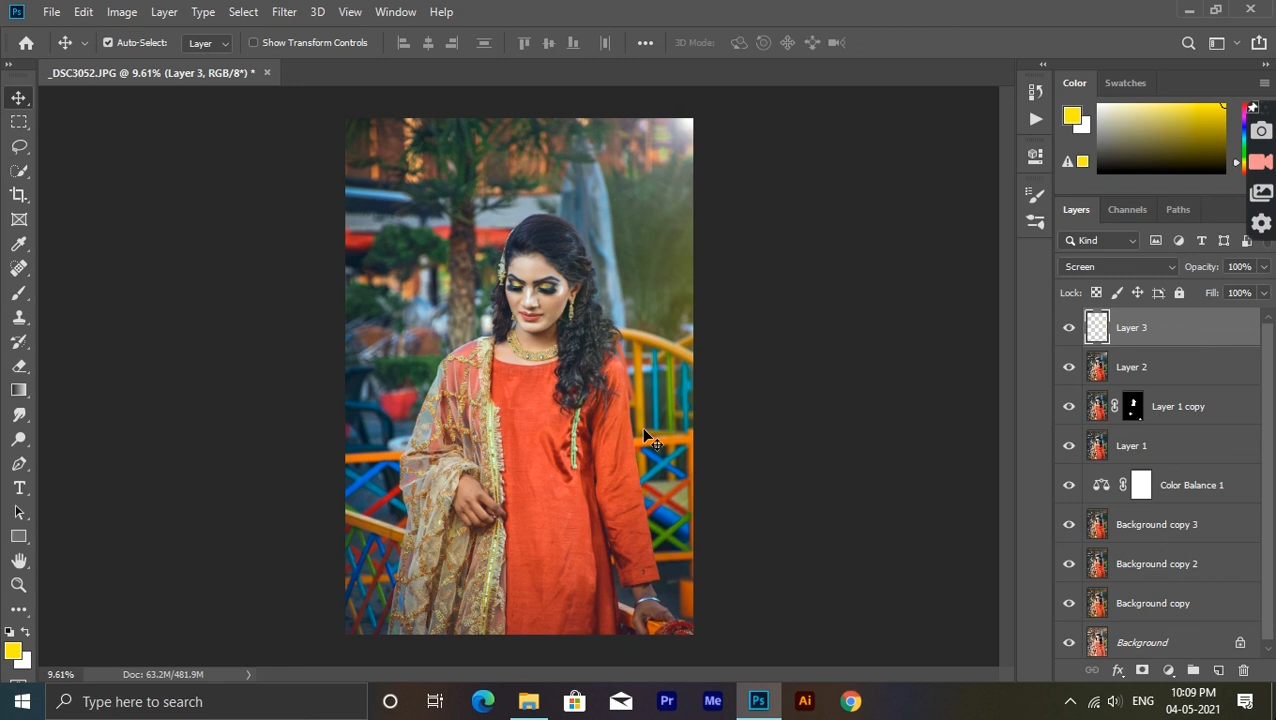 Ps File Edit Image Layer Type Select Filter 3D View Window Help
Auto-Select: Layer Show Transform Controls 3D Mode:
_DSC3052.JPG @ 9.61% (Layer 3, RGB/8*) * ×
Color Swatches
Layers Channels Paths
Kind
Screen Opacity: 100%
Lock: Fill: 100%
Layer 3
Layer 2
Layer 1 copy
Layer 1
Color Balance 1
Background copy 3
Background copy 2
Background copy
Background
9.61% Doc: 63.2M/481.9M
Type here to search Pr Me Ps Ai ENG 10:09 PM
04-05-2021